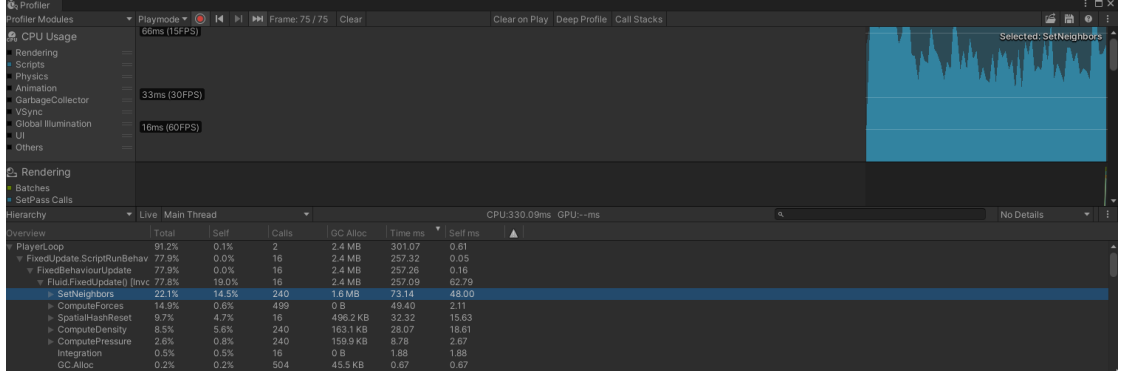 Profiler
Profiler Modules Playmode Frame: 75 / 75 Clear Clear on Play Deep Profile Call Stacks
CPU Usage
Rendering
Scripts
Physics
Animation
GarbageCollector
VSync
Global Illumination
UI
Others
66ms (15FPS)
33ms (30FPS)
16ms (60FPS)
Selected: SetNeighbors
Rendering
Batches
SetPass Calls
Hierarchy Live Main Thread CPU:330.09ms GPU:--ms No Details
Overview Total Self Calls GC Alloc Time ms Self ms
PlayerLoop 91.2% 0.1% 2 2.4 MB 301.07 0.61
FixedUpdate.ScriptRunBehav 77.9% 0.0% 16 2.4 MB 257.32 0.05
FixedBehaviourUpdate 77.9% 0.0% 16 2.4 MB 257.26 0.16
Fluid.FixedUpdate() [Invc 77.8% 19.0% 16 2.4 MB 257.09 62.79
SetNeighbors 22.1% 14.5% 240 1.6 MB 73.14 48.00
ComputeForces 14.9% 0.6% 499 0 B 49.40 2.11
SpatialHashReset 9.7% 4.7% 16 496.2 KB 32.32 15.63
ComputeDensity 8.5% 5.6% 240 163.1 KB 28.07 18.61
ComputePressure 2.6% 0.8% 240 159.9 KB 8.78 2.67
Integration 0.5% 0.5% 16 0 B 1.88 1.88
GC.Alloc 0.2% 0.2% 504 45.5 KB 0.67 0.67